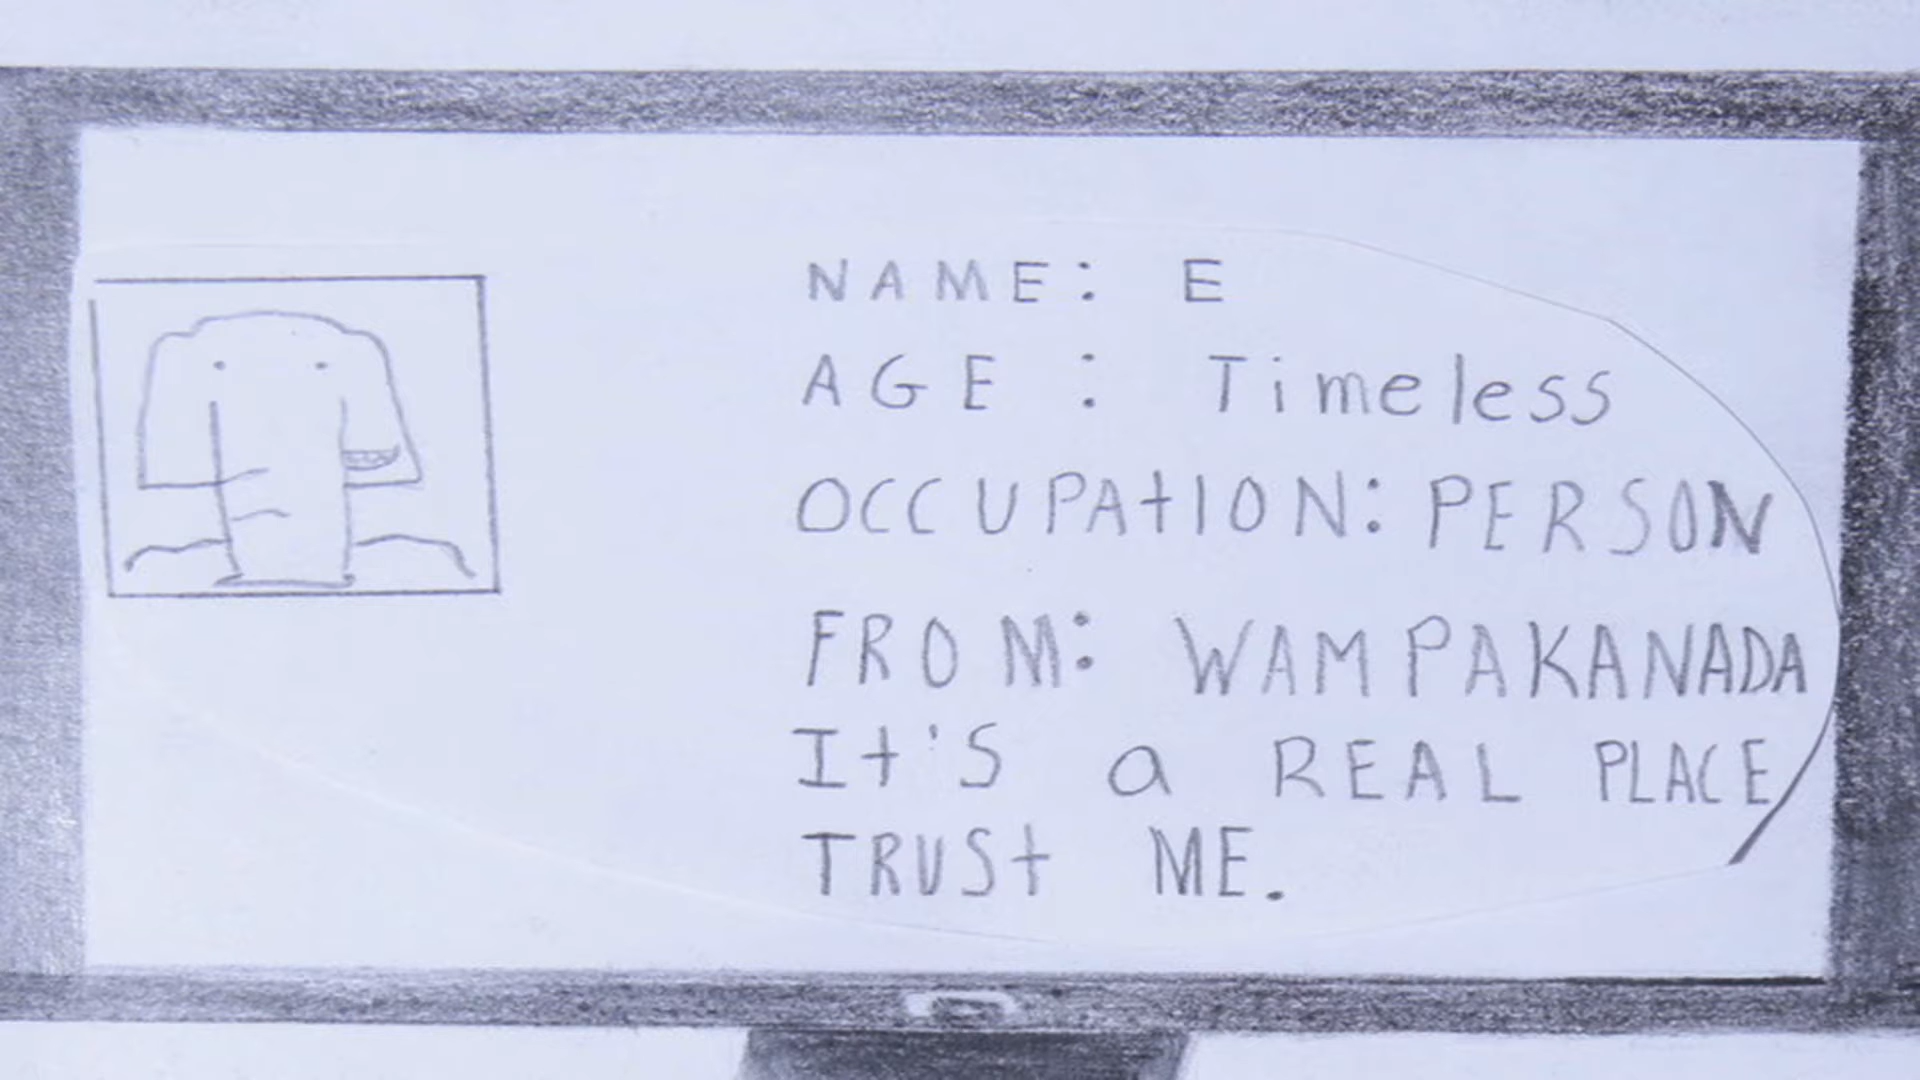 NAME: E
AGE : Timeless
OCCUPAtION: PERSON
FROM: WAMPAKANADA
It'S a REAL PLACE
TRUSt ME.